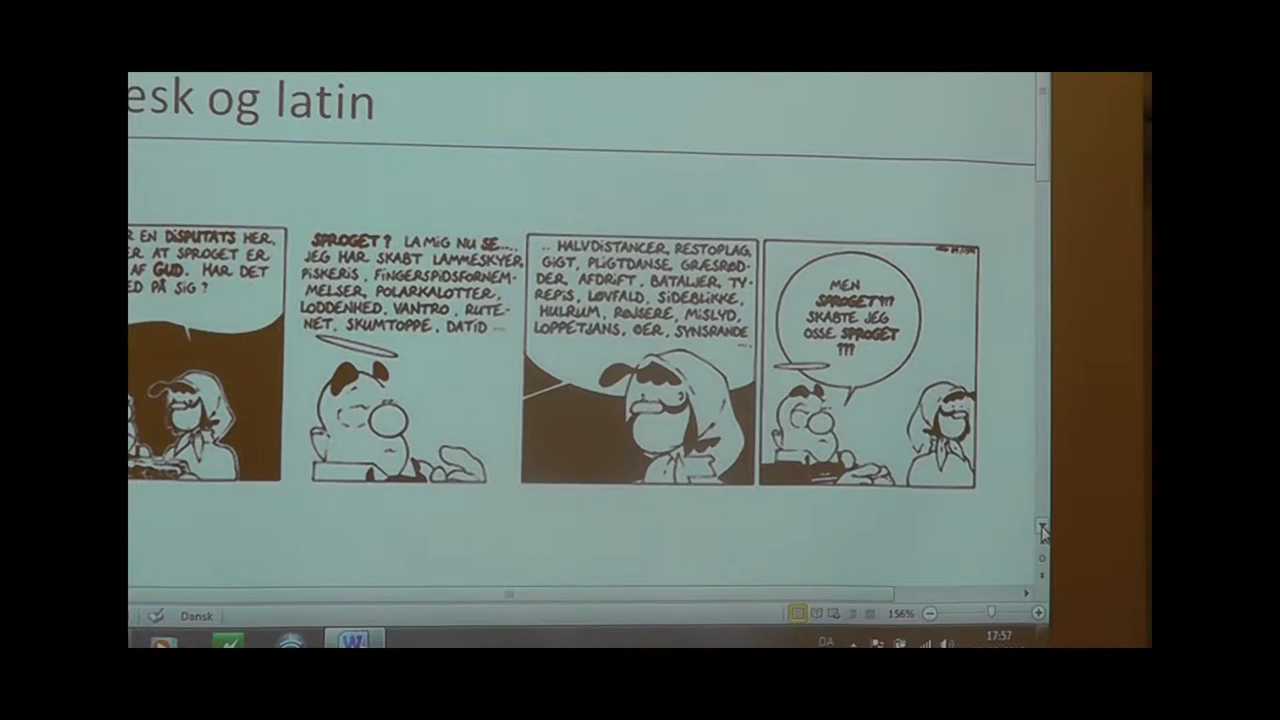 esk og latin
R EN DISPUTATS HER,
ER AT SPROGET ER
AF GUD. HAR DET
ED PÅ SIG?
SPROGET? LA MIG NU SE....
JEG HAR SKABT LAMMESKYER,
PISKERIS, FINGERSPIDSFORNEM-
MELSER, POLARKALOTTER,
LODDENHED, VANTRO, RUTE-
NET, SKUMTOPPE, DATID ...
.. HALVDISTANCER, RESTOPLAG,
GIGT, PLIGTDANSE, GRÆSRØD-
DER, AFDRIFT, BATALJER, TY-
REPIS, LØVFALD, SIDEBLIKKE,
HULRUM, RØJSERE, MISLYD,
LOPPETJANS, ØER, SYNSRANDE
....
MEN
SPROGET???
SKABTE JEG
OSSE SPROGET
???
Dansk
156%
DA
17:57